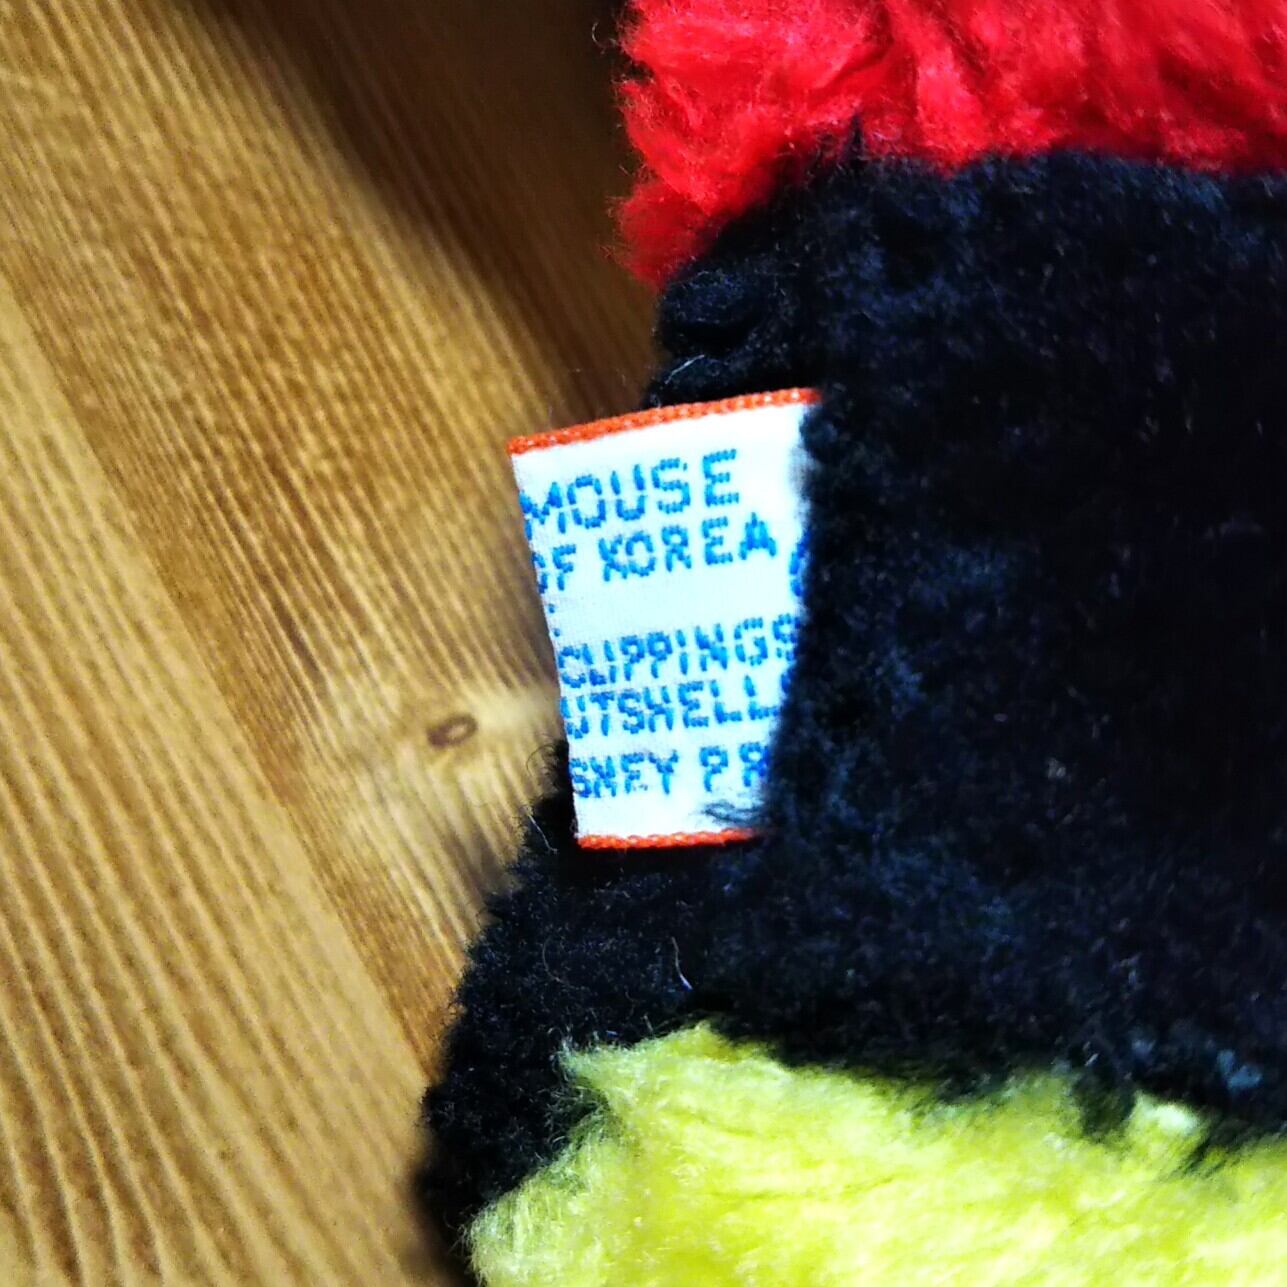 MOUSE
OF KOREA
CLIPPINGS
UTSHELL
SNEY PR